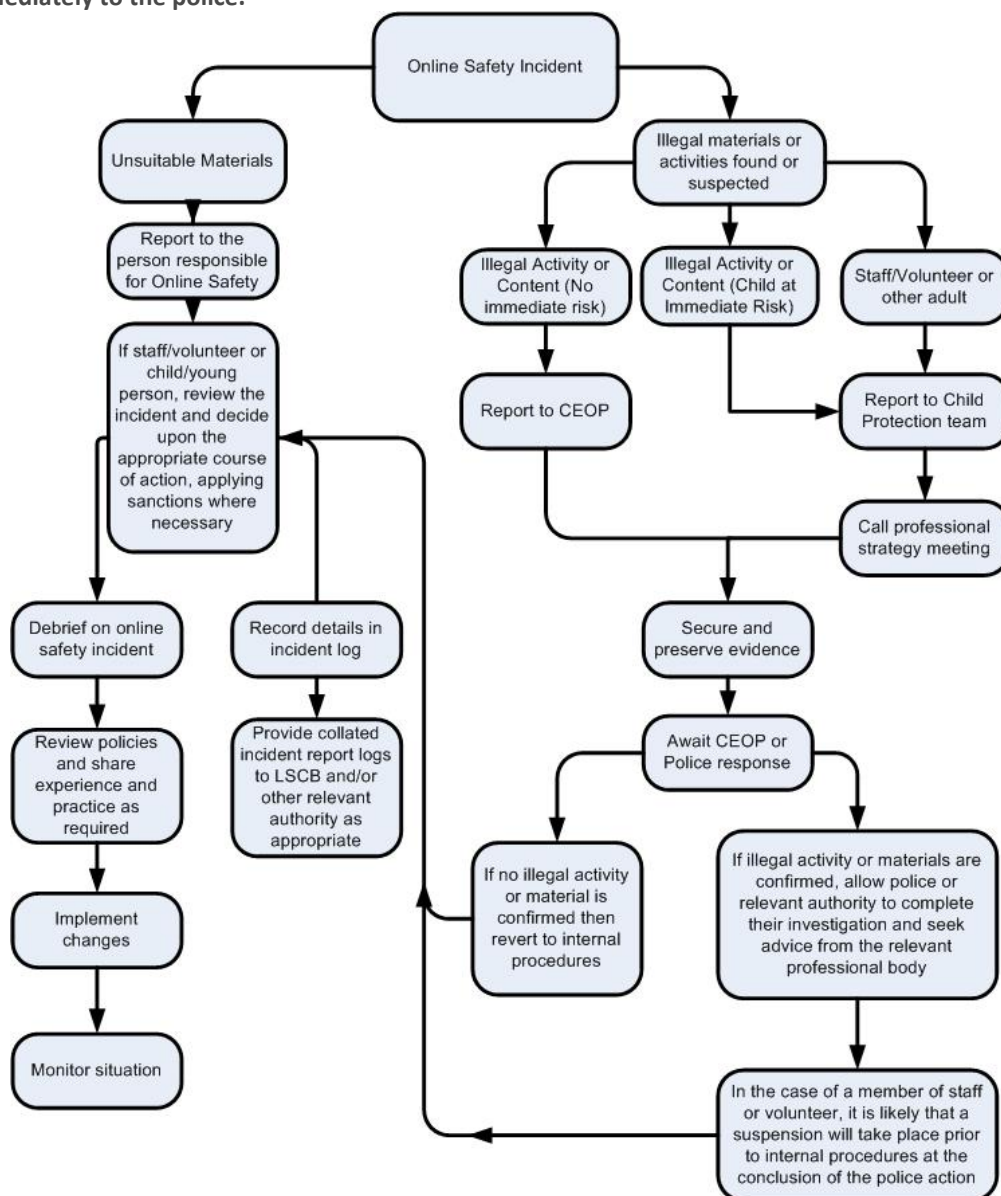 mediately to the police.
Online Safety Incident
Unsuitable Materials
Illegal materials or
activities found or
suspected
Report to the
person responsible
for Online Safety
Illegal Activity or
Content (No
immediate risk)
Illegal Activity or
Content (Child at
Immediate Risk)
Staff/Volunteer or
other adult
If staff/volunteer or
child/young
person, review the
incident and decide
upon the
appropriate course
of action, applying
sanctions where
necessary
Report to CEOP
Report to Child
Protection team
Call professional
strategy meeting
Debrief on online
safety incident
Record details in
incident log
Secure and
preserve evidence
Review policies
and share
experience and
practice as
required
Provide collated
incident report logs
to LSCB and/or
other relevant
authority as
appropriate
Await CEOP or
Police response
If no illegal activity
or material is
confirmed then
revert to internal
procedures
If illegal activity or materials are
confirmed, allow police or
relevant authority to complete
their investigation and seek
advice from the relevant
professional body
Implement
changes
Monitor situation
In the case of a member of staff
or volunteer, it is likely that a
suspension will take place prior
to internal procedures at the
conclusion of the police action